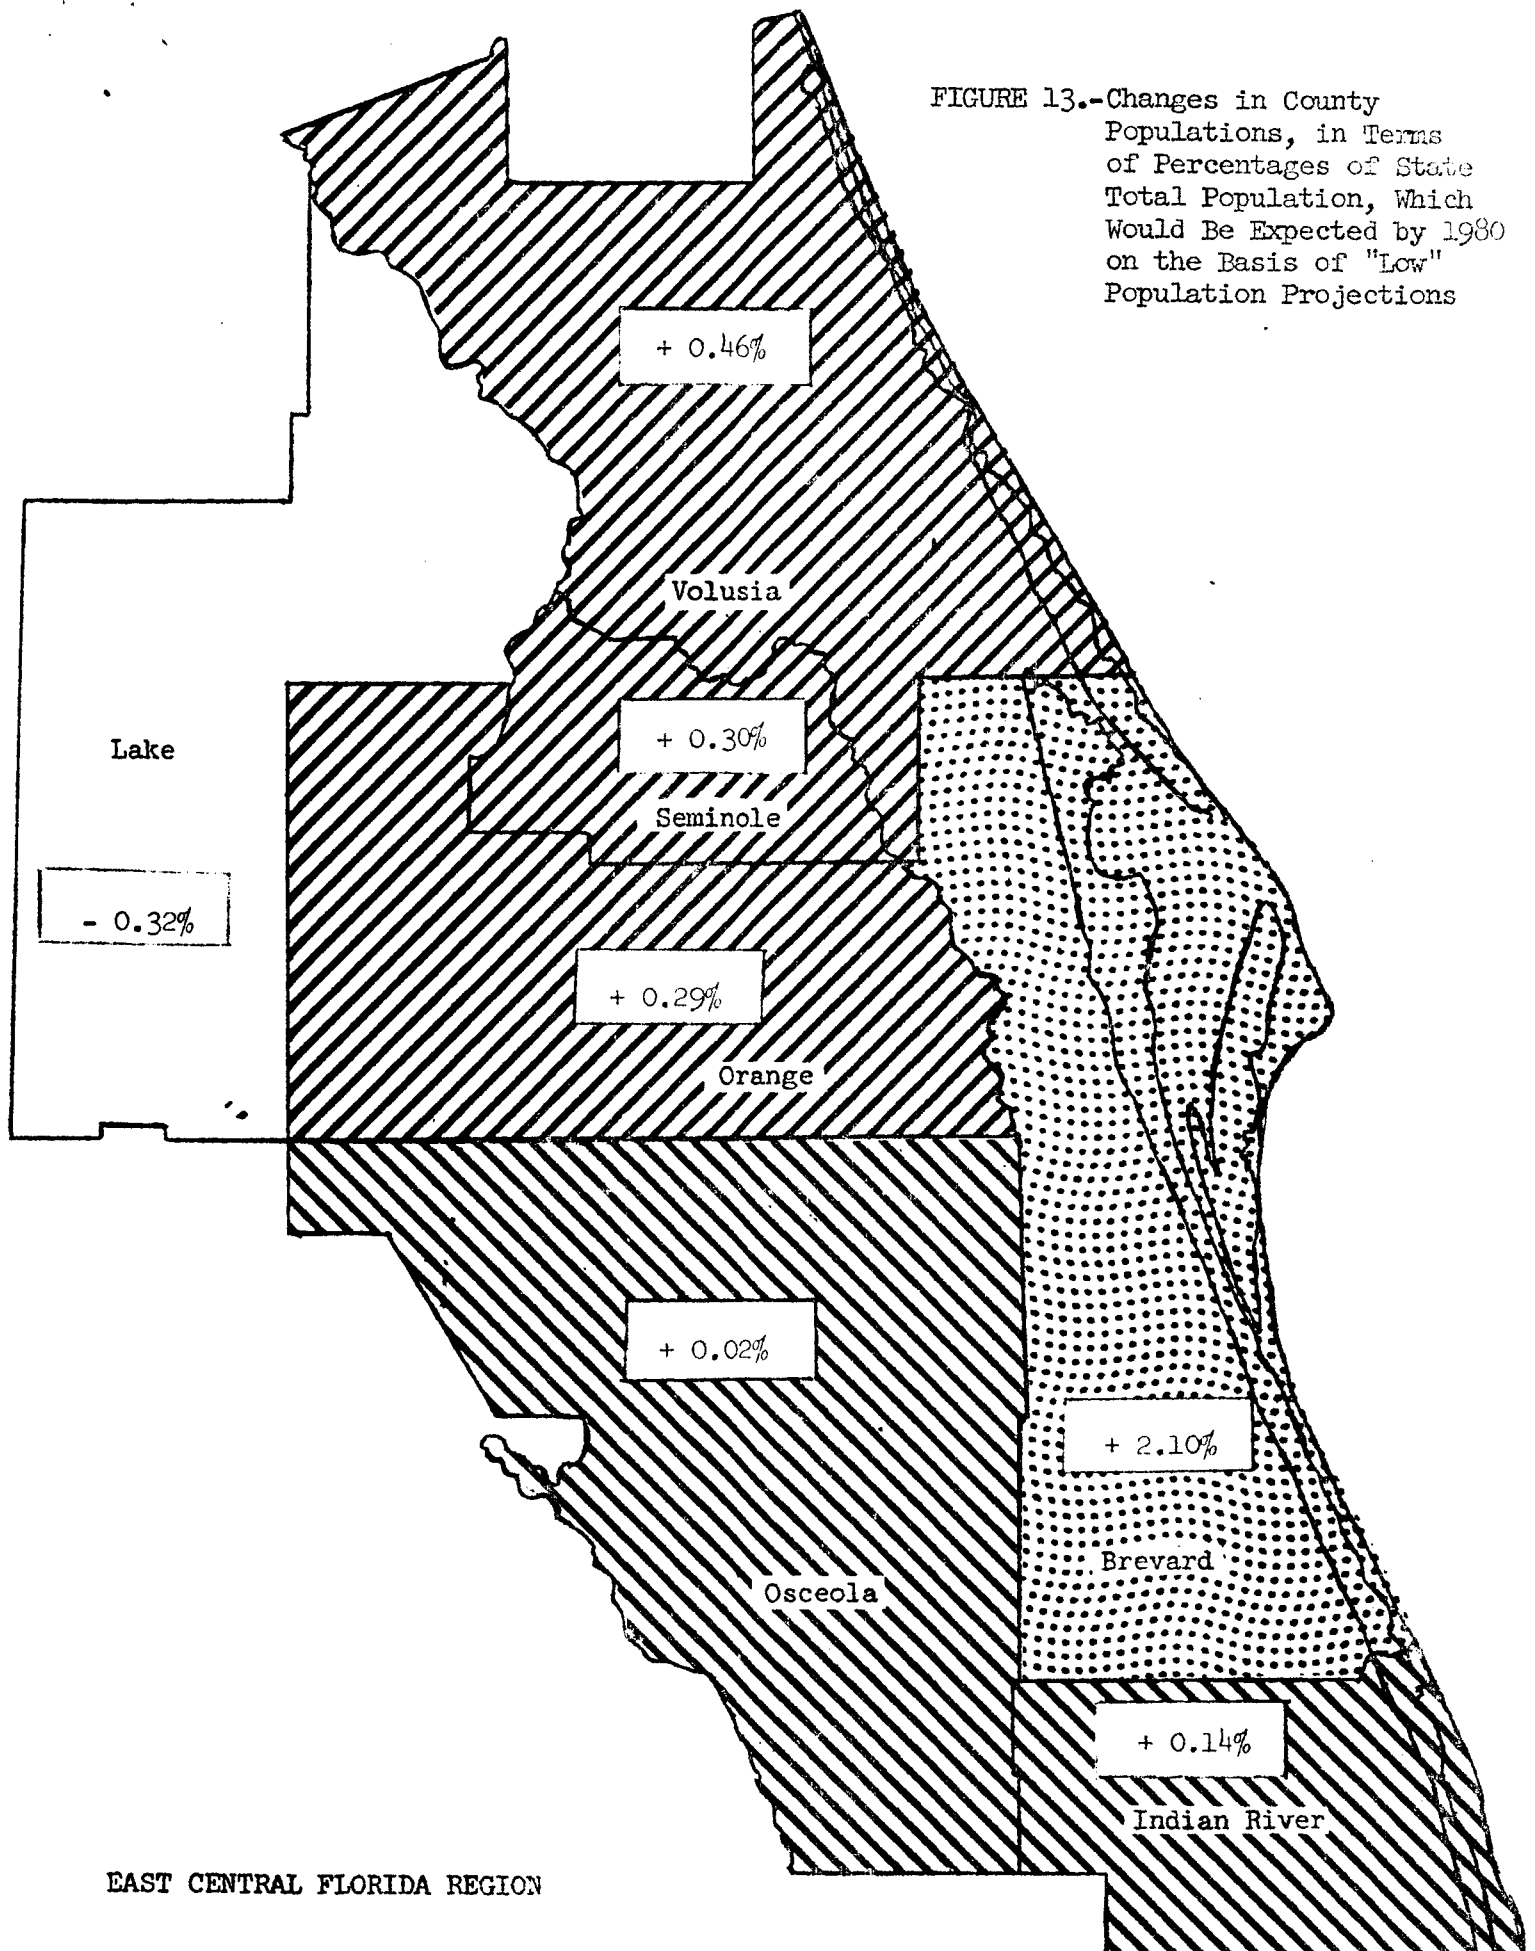 FIGURE 13.-Changes in County
Populations, in Terms
of Percentages of State
Total Population, Which
Would Be Expected by 1980
on the Basis of "Low"
Population Projections
+ 0.46%
Volusia
+ 0.30%
Seminole
Lake
- 0.32%
+ 0.29%
Orange
+ 0.02%
+ 2.10%
Brevard
Osceola
+ 0.14%
Indian River
EAST CENTRAL FLORIDA REGION